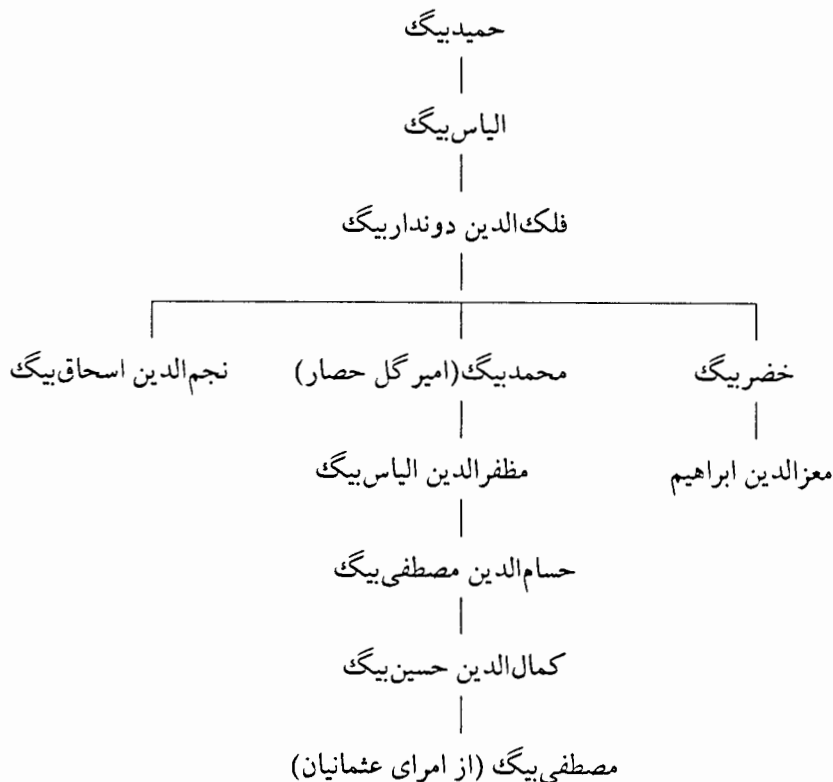 حمیدبیگ
الیاس‌بیگ
فلک‌الدین دونداربیگ
خضربیگ
محمدبیگ(امیر گل حصار)
نجم‌الدین اسحاق‌بیگ
معزالدین ابراهیم
مظفرالدین الیاس‌بیگ
حسام‌الدین مصطفی‌بیگ
کمال‌الدین حسین‌بیگ
مصطفی‌بیگ (از امرای عثمانیان)